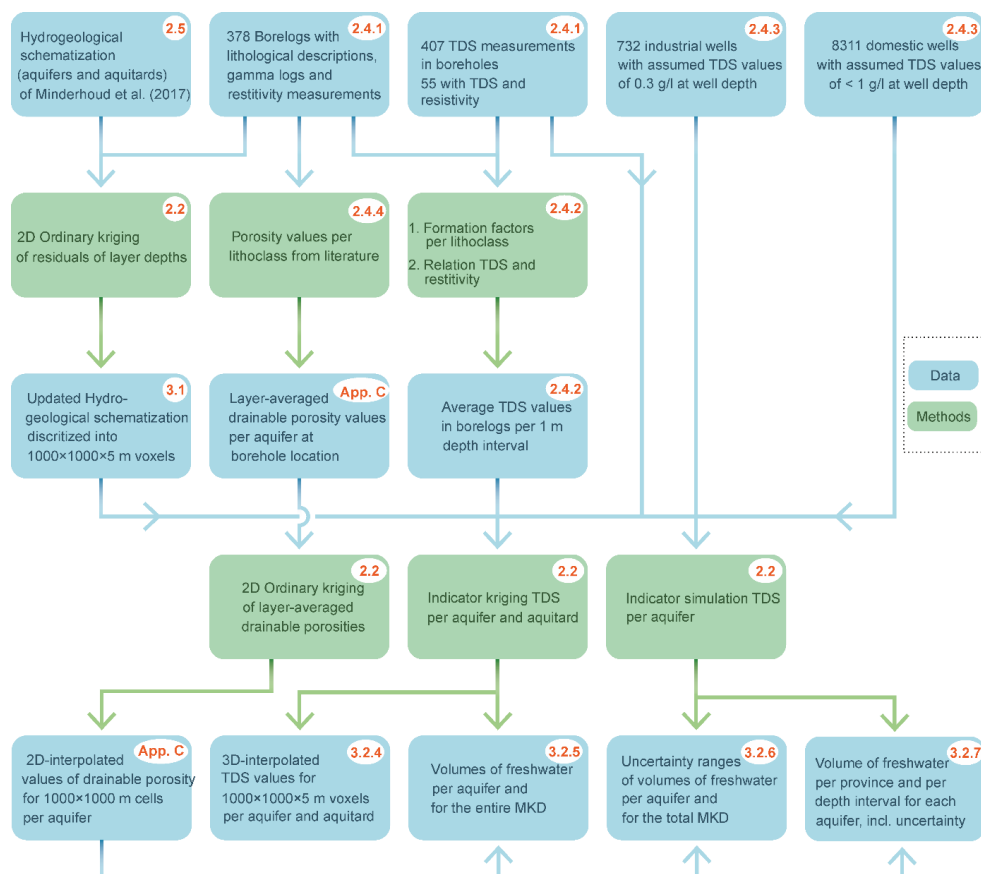 2.5
Hydrogeological
schematization
(aquifers and aquitards)
of Minderhoud et al. (2017)
2.4.1
378 Borelogs with
lithological descriptions,
gamma logs and
restitivity measurements
2.4.1
407 TDS measurements
in boreholes
55 with TDS and
resistivity
2.4.3
732 industrial wells
with assumed TDS values
of 0.3 g/l at well depth
2.4.3
8311 domestic wells
with assumed TDS values
of < 1 g/l at well depth
2.2
2D Ordinary kriging
of residuals of layer depths
2.4.4
Porosity values per
lithoclass from literature
2.4.2
1. Formation factors
per lithoclass
2. Relation TDS and
restitivity
Data
Methods
3.1
Updated Hydro-
geological schematization
discritized into
1000×1000×5 m voxels
App. C
Layer-averaged
drainable porosity values
per aquifer at
borehole location
2.4.2
Average TDS values
in borelogs per 1 m
depth interval
2.2
2D Ordinary kriging
of layer-averaged
drainable porosities
2.2
Indicator kriging TDS
per aquifer and aquitard
2.2
Indicator simulation TDS
per aquifer
App. C
2D-interpolated
values of drainable porosity
for 1000×1000 m cells
per aquifer
3.2.4
3D-interpolated
TDS values for
1000×1000×5 m voxels
per aquifer and aquitard
3.2.5
Volumes of freshwater
per aquifer and
for the entire MKD
3.2.6
Uncertainty ranges
of volumes of freshwater
per aquifer and
for the total MKD
3.2.7
Volume of freshwater
per province and per
depth interval for each
aquifer, incl. uncertainty